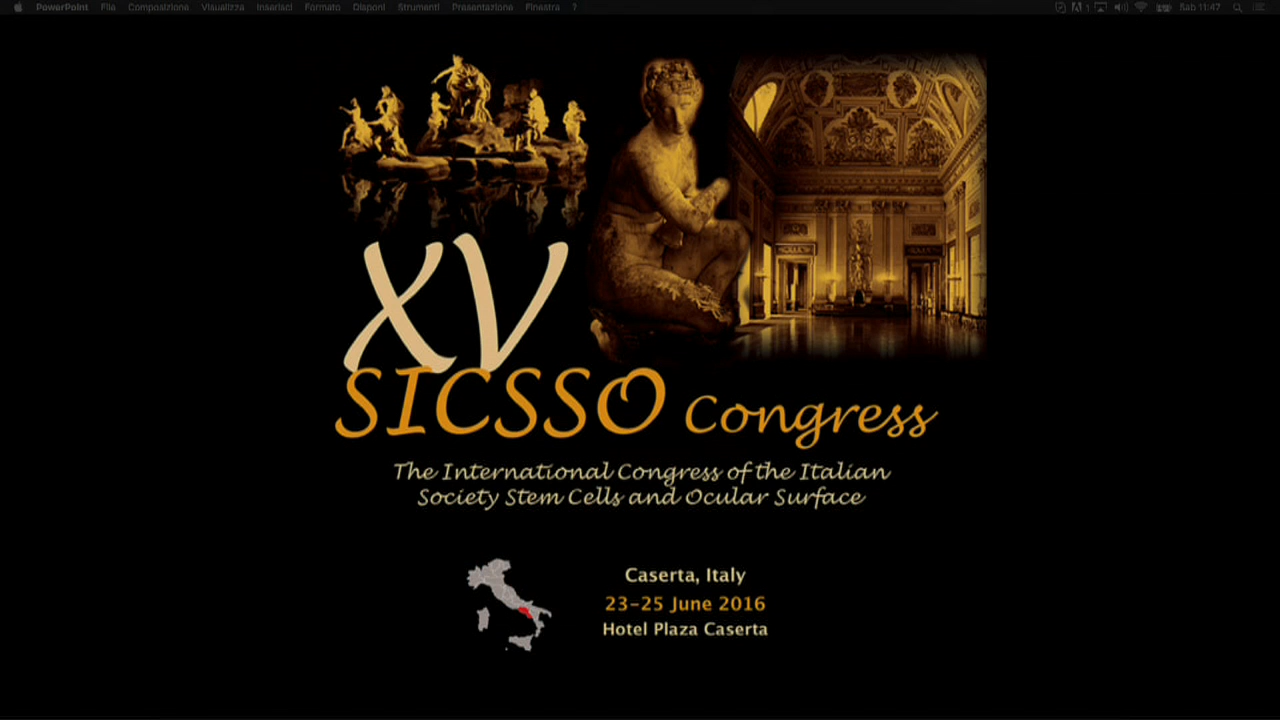 PowerPoint File Composizione Visualizza Inserisci Formato Disponi Strumenti Presentazione Finestra ?
1 Sab 11:47
XV
SICSSO Congress
The International Congress of the Italian
Society Stem Cells and Ocular Surface
Caserta, Italy
23-25 June 2016
Hotel Plaza Caserta